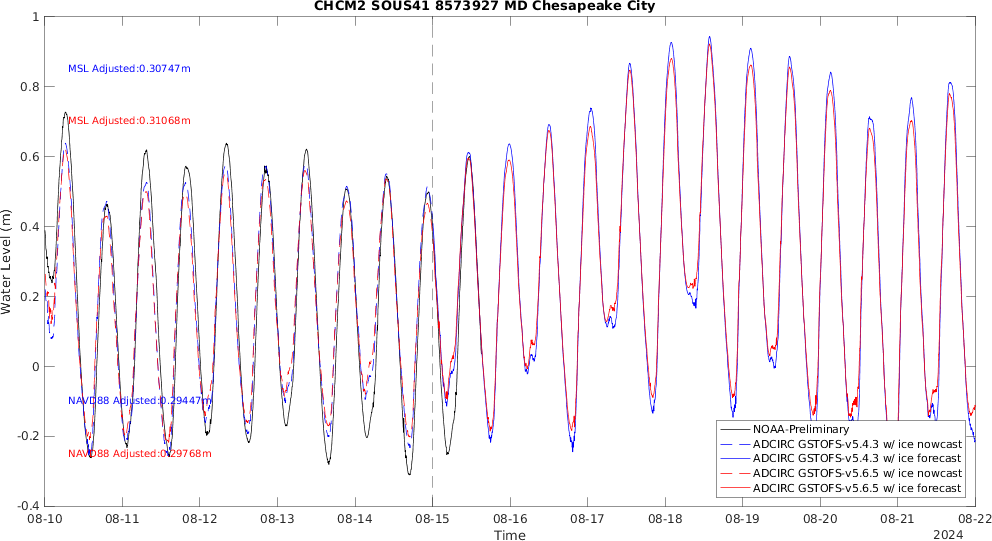 CHCM2 SOUS41 8573927 MD Chesapeake City
1
0.8
0.6
0.4
0.2
0
-0.2
-0.4
Water Level (m)
MSL Adjusted:0.30747m
MSL Adjusted:0.31068m
NAVD88 Adjusted:0.29447m
NAVD88 Adjusted:0.29768m
NOAA-Preliminary
ADCIRC GSTOFS-v5.4.3 w/ ice nowcast
ADCIRC GSTOFS-v5.4.3 w/ ice forecast
ADCIRC GSTOFS-v5.6.5 w/ ice nowcast
ADCIRC GSTOFS-v5.6.5 w/ ice forecast
08-10 08-11 08-12 08-13 08-14 08-15 08-16 08-17 08-18 08-19 08-20 08-21 08-22
Time
2024